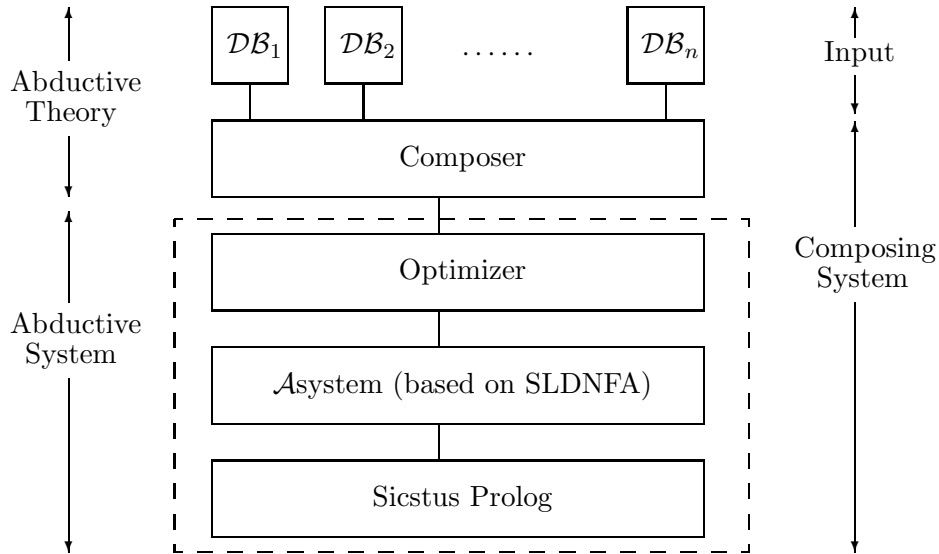 𝒟ℬ₁ 𝒟ℬ₂ ...... 𝒟ℬₙ
Input
Abductive
Theory
Composer
Optimizer
Composing
System
Abductive
System
𝒜system (based on SLDNFA)
Sicstus Prolog